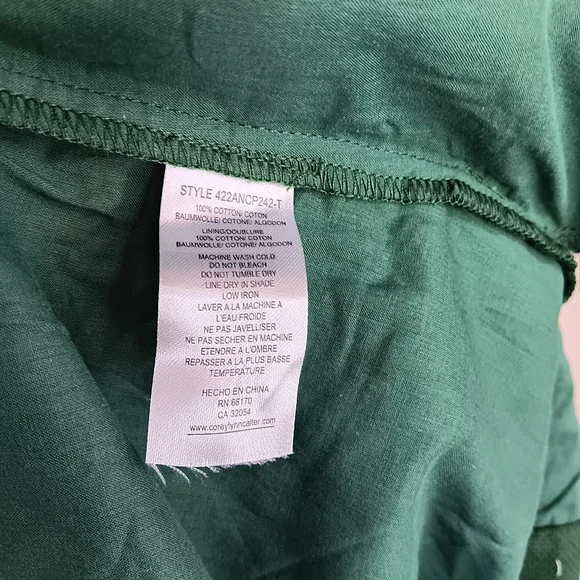 STYLE 422ANCP242-T
100% COTTON/ COTON
BAUMWOLLE/ COTONE/ ALGODON
LINING/DOUBLURE
100% COTTON/ COTON
BAUMWOLLE/ COTONE/ ALGODON
MACHINE WASH COLD
DO NOT BLEACH
DO NOT TUMBLE DRY
LINE DRY IN SHADE
LOW IRON
LAVER A LA MACHINE A
L'EAU FROIDE
NE PAS JAVELLISER
NE PAS SECHER EN MACHINE
ETENDRE A L'OMBRE
REPASSER A LA PLUS BASSE
TEMPERATURE
HECHO EN CHINA
RN 66170
CA 32054
www.coreylynncalter.com